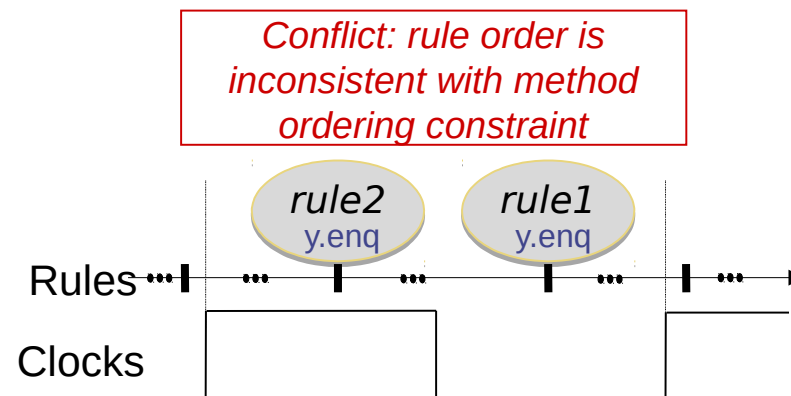 Conflict: rule order is
inconsistent with method
ordering constraint
rule2
y.enq
rule1
y.enq
Rules
Clocks